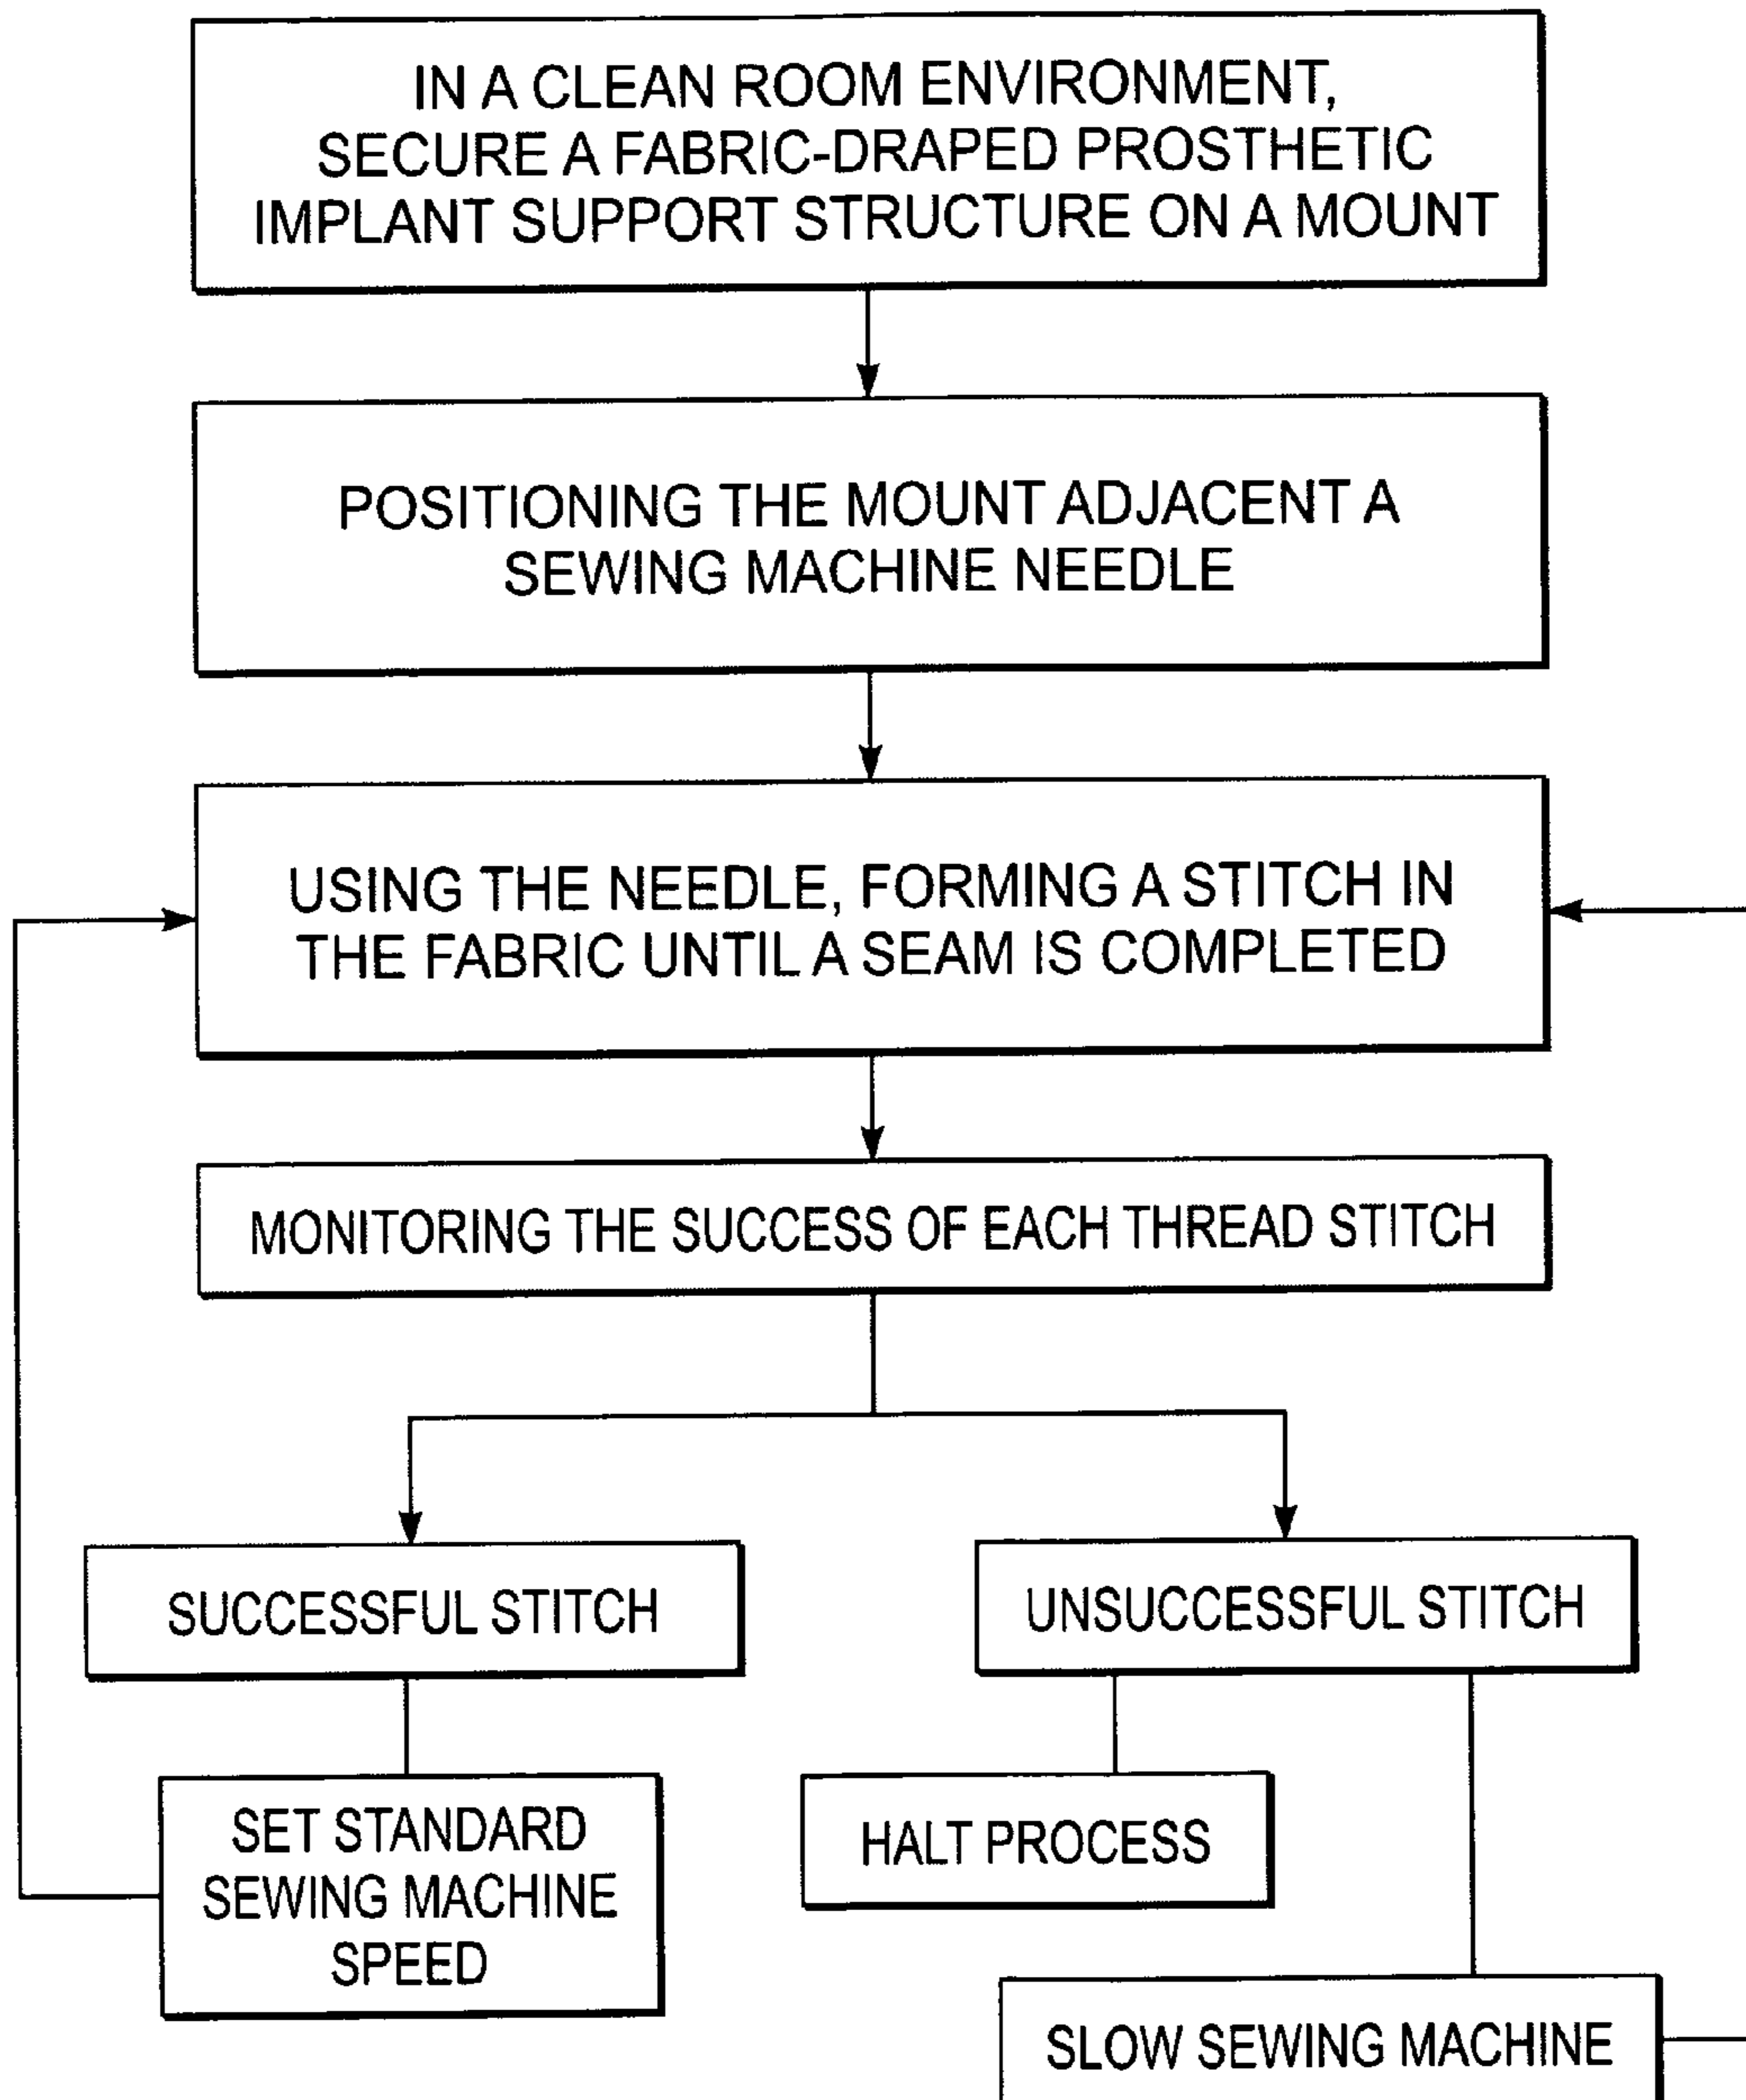 IN A CLEAN ROOM ENVIRONMENT,
SECURE A FABRIC-DRAPED PROSTHETIC
IMPLANT SUPPORT STRUCTURE ON A MOUNT
POSITIONING THE MOUNT ADJACENT A
SEWING MACHINE NEEDLE
USING THE NEEDLE, FORMING A STITCH IN
THE FABRIC UNTIL A SEAM IS COMPLETED
MONITORING THE SUCCESS OF EACH THREAD STITCH
SUCCESSFUL STITCH
UNSUCCESSFUL STITCH
SET STANDARD
SEWING MACHINE
SPEED
HALT PROCESS
SLOW SEWING MACHINE